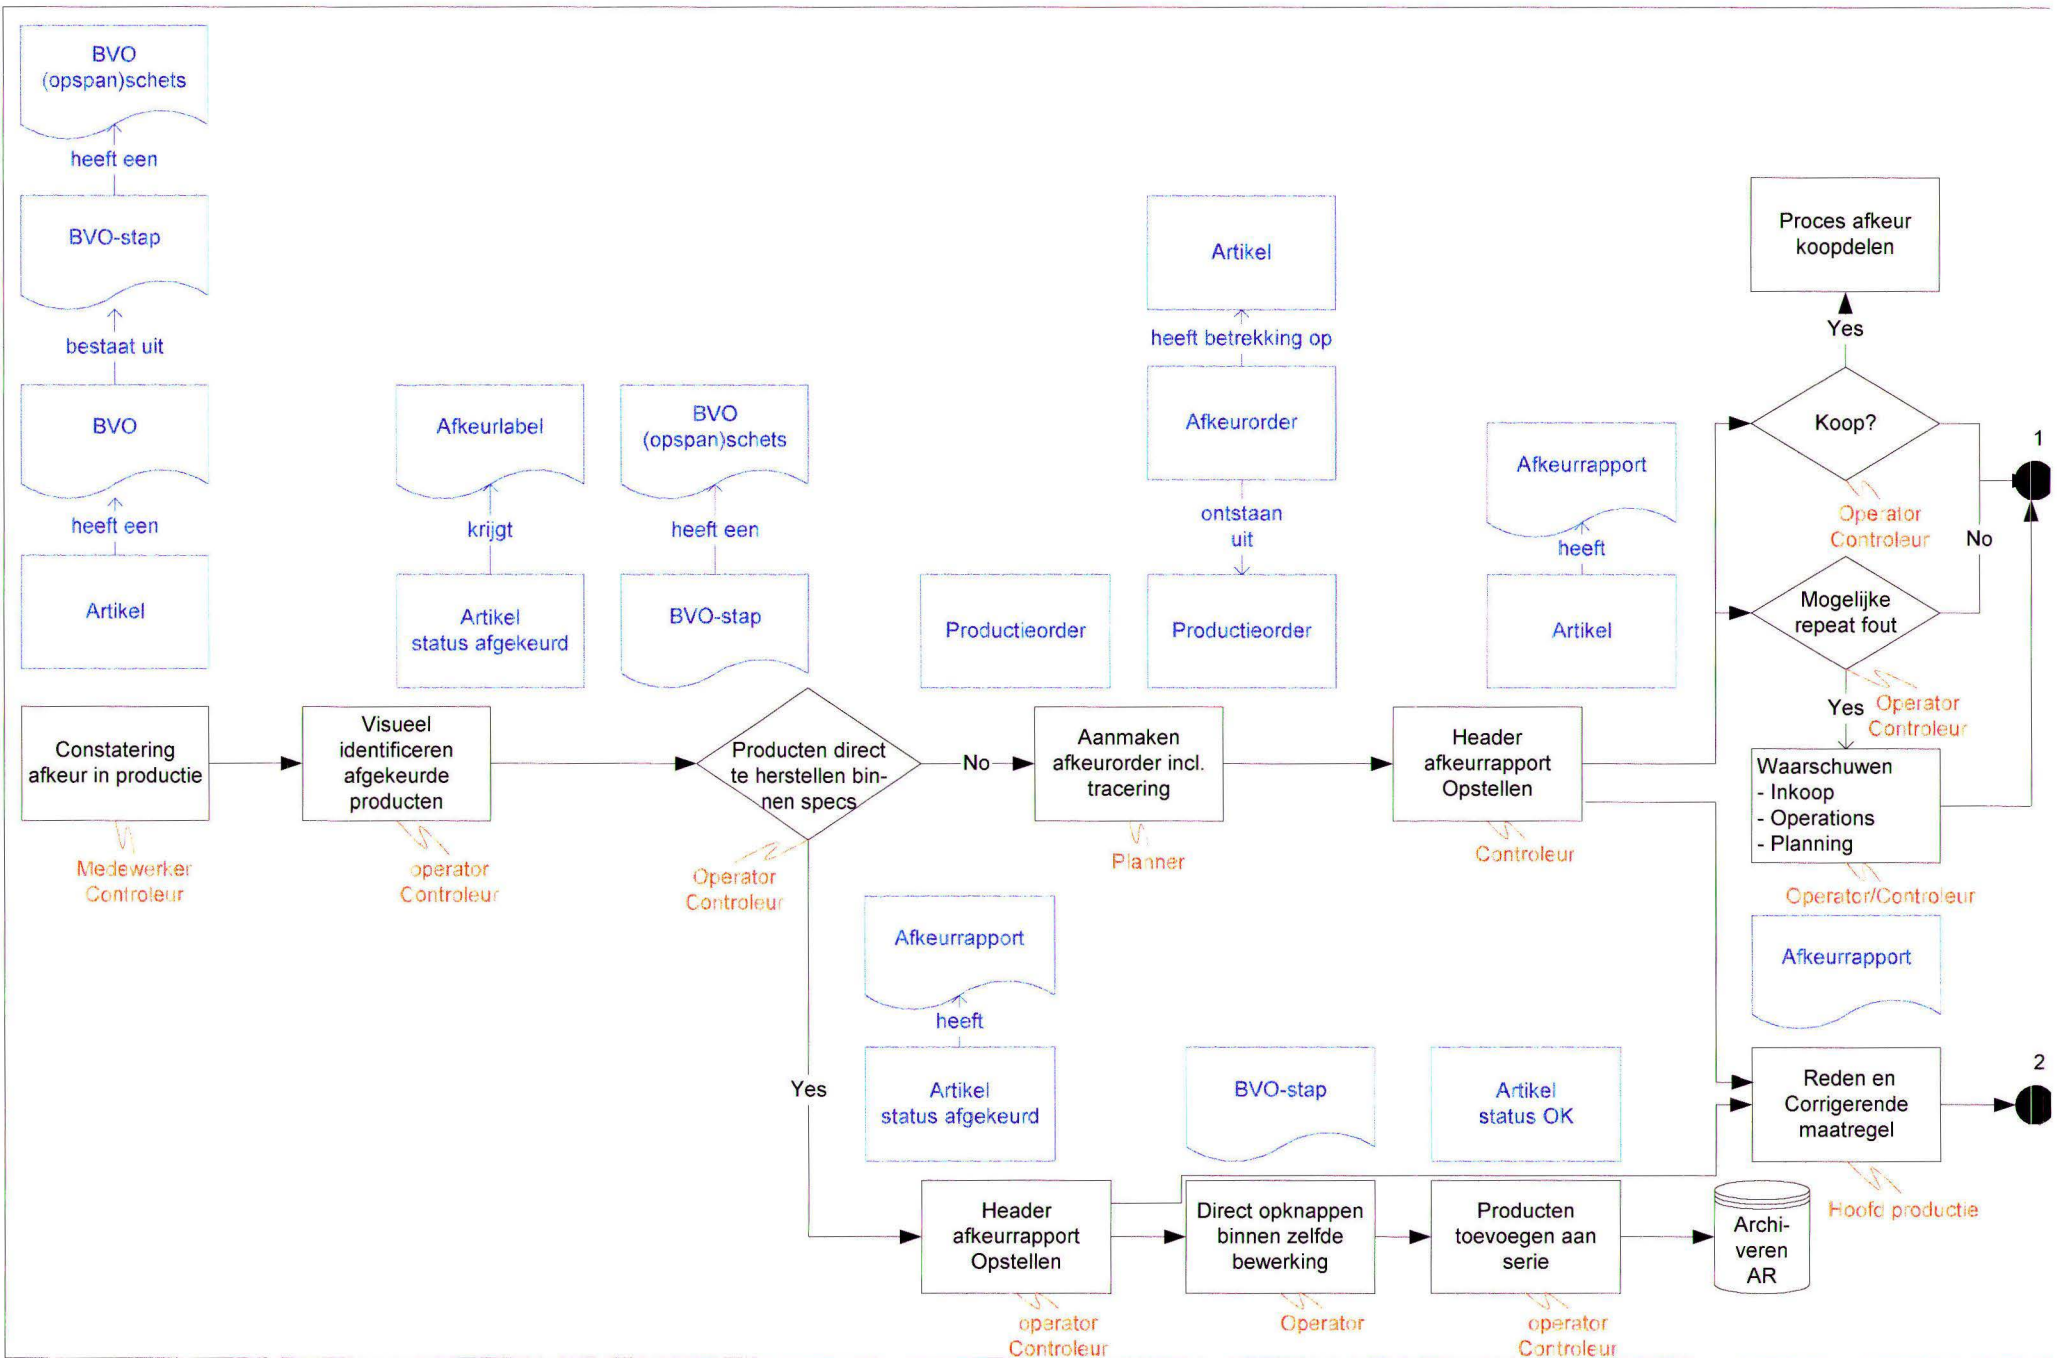 BVO
(opspan)schets
heeft een
BVO-stap
bestaat uit
BVO
heeft een
Artikel
Afkeurlabel
krijgt
Artikel
status afgekeurd
BVO
(opspan)schets
heeft een
BVO-stap
Productieorder
Artikel
heeft betrekking op
Afkeurorder
ontstaan
uit
Productieorder
Afkeurrapport
heeft
Artikel
Proces afkeur
koopdelen
Yes
Koop?
Operator
Controleur
No
1
Mogelijke
repeat fout
Yes
Operator
Controleur
Constatering
afkeur in productie
Medewerker
Controleur
Visueel
identificeren
afgekeurde
producten
operator
Controleur
Producten direct
te herstellen bin-
nen specs
Operator
Controleur
No
Aanmaken
afkeurorder incl.
tracering
Planner
Header
afkeurrapport
Opstellen
Controleur
Waarschuwen
- Inkoop
- Operations
- Planning
Operator/Controleur
Afkeurrapport
Yes
Afkeurrapport
heeft
Artikel
status afgekeurd
BVO-stap
Artikel
status OK
Reden en
Corrigerende
maatregel
2
Hoofd productie
Header
afkeurrapport
Opstellen
operator
Controleur
Direct opknappen
binnen zelfde
bewerking
Operator
Producten
toevoegen aan
serie
operator
Controleur
Archi-
veren
AR